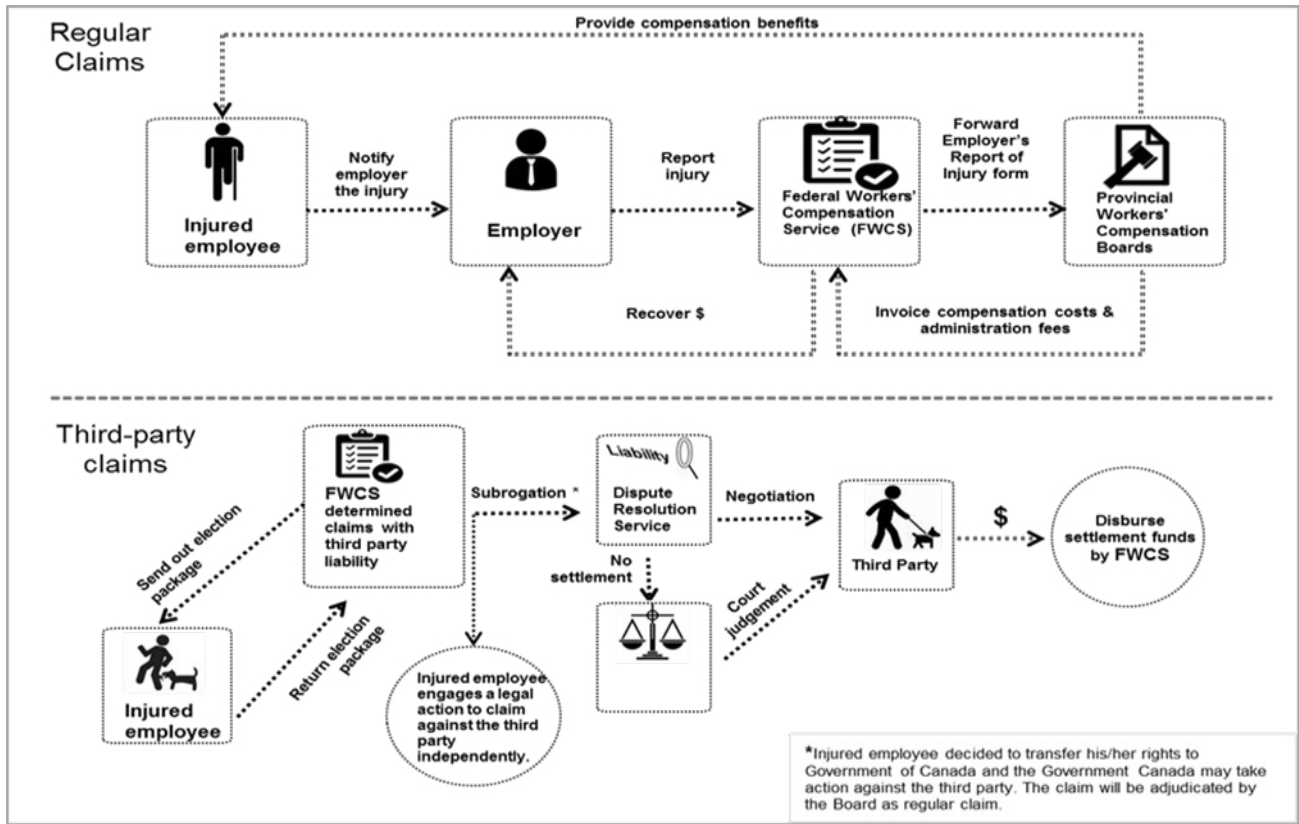 Regular
Claims
Provide compensation benefits
Injured
employee
Notify
employer
the injury
Employer
Report
injury
Federal Workers'
Compensation
Service (FWCS)
Forward
Employer's
Report of
Injury form
Provincial
Workers'
Compensation
Boards
Recover $
Invoice compensation costs &
administration fees
Third-party
claims
FWCS
determined
claims with
third party
liability
Send out election
package
Return election
package
Injured
employee
Subrogation *
Injured employee
engages a legal
action to claim
against the third
party
independently.
Liability
Dispute
Resolution
Service
Negotiation
No
settlement
Court
judgement
Third Party
$
Disburse
settlement funds
by FWCS
*Injured employee decided to transfer his/her rights to
Government of Canada and the Government Canada may take
action against the third party. The claim will be adjudicated by
the Board as regular claim.